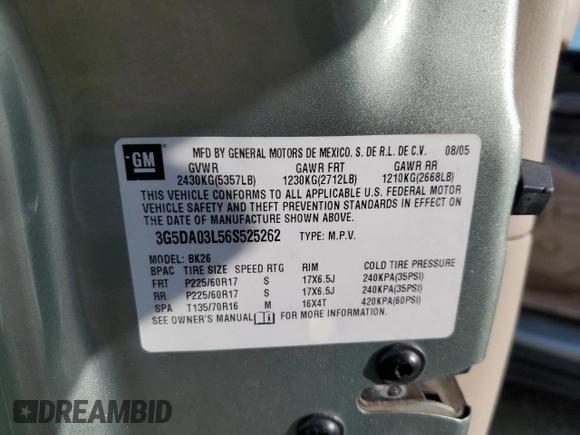 GM
MFD BY GENERAL MOTORS DE MEXICO. S. DE R.L. DE C.V. 08/05
GVWR GAWR FRT GAWR RR
2430KG(5357LB) 1230KG(2712LB) 1210KG(2668LB)
THIS VEHICLE CONFORMS TO ALL APPLICABLE U.S. FEDERAL MOTOR
VEHICLE SAFETY AND THEFT PREVENTION STANDARDS IN EFFECT ON
THE DATE OF MANUFACTURE SHOWN ABOVE.
3G5DA03L56S525262 TYPE: M.P.V.
MODEL: BK26
BPAC TIRE SIZE SPEED RTG RIM COLD TIRE PRESSURE
FRT P225/60R17 S 17X6.5J 240KPA(35PSI)
RR P225/60R17 S 17X6.5J 240KPA(35PSI)
SPA T135/70R16 M 16X4T 420KPA(60PSI)
SEE OWNER'S MANUAL FOR MORE INFORMATION.
DREAMBID